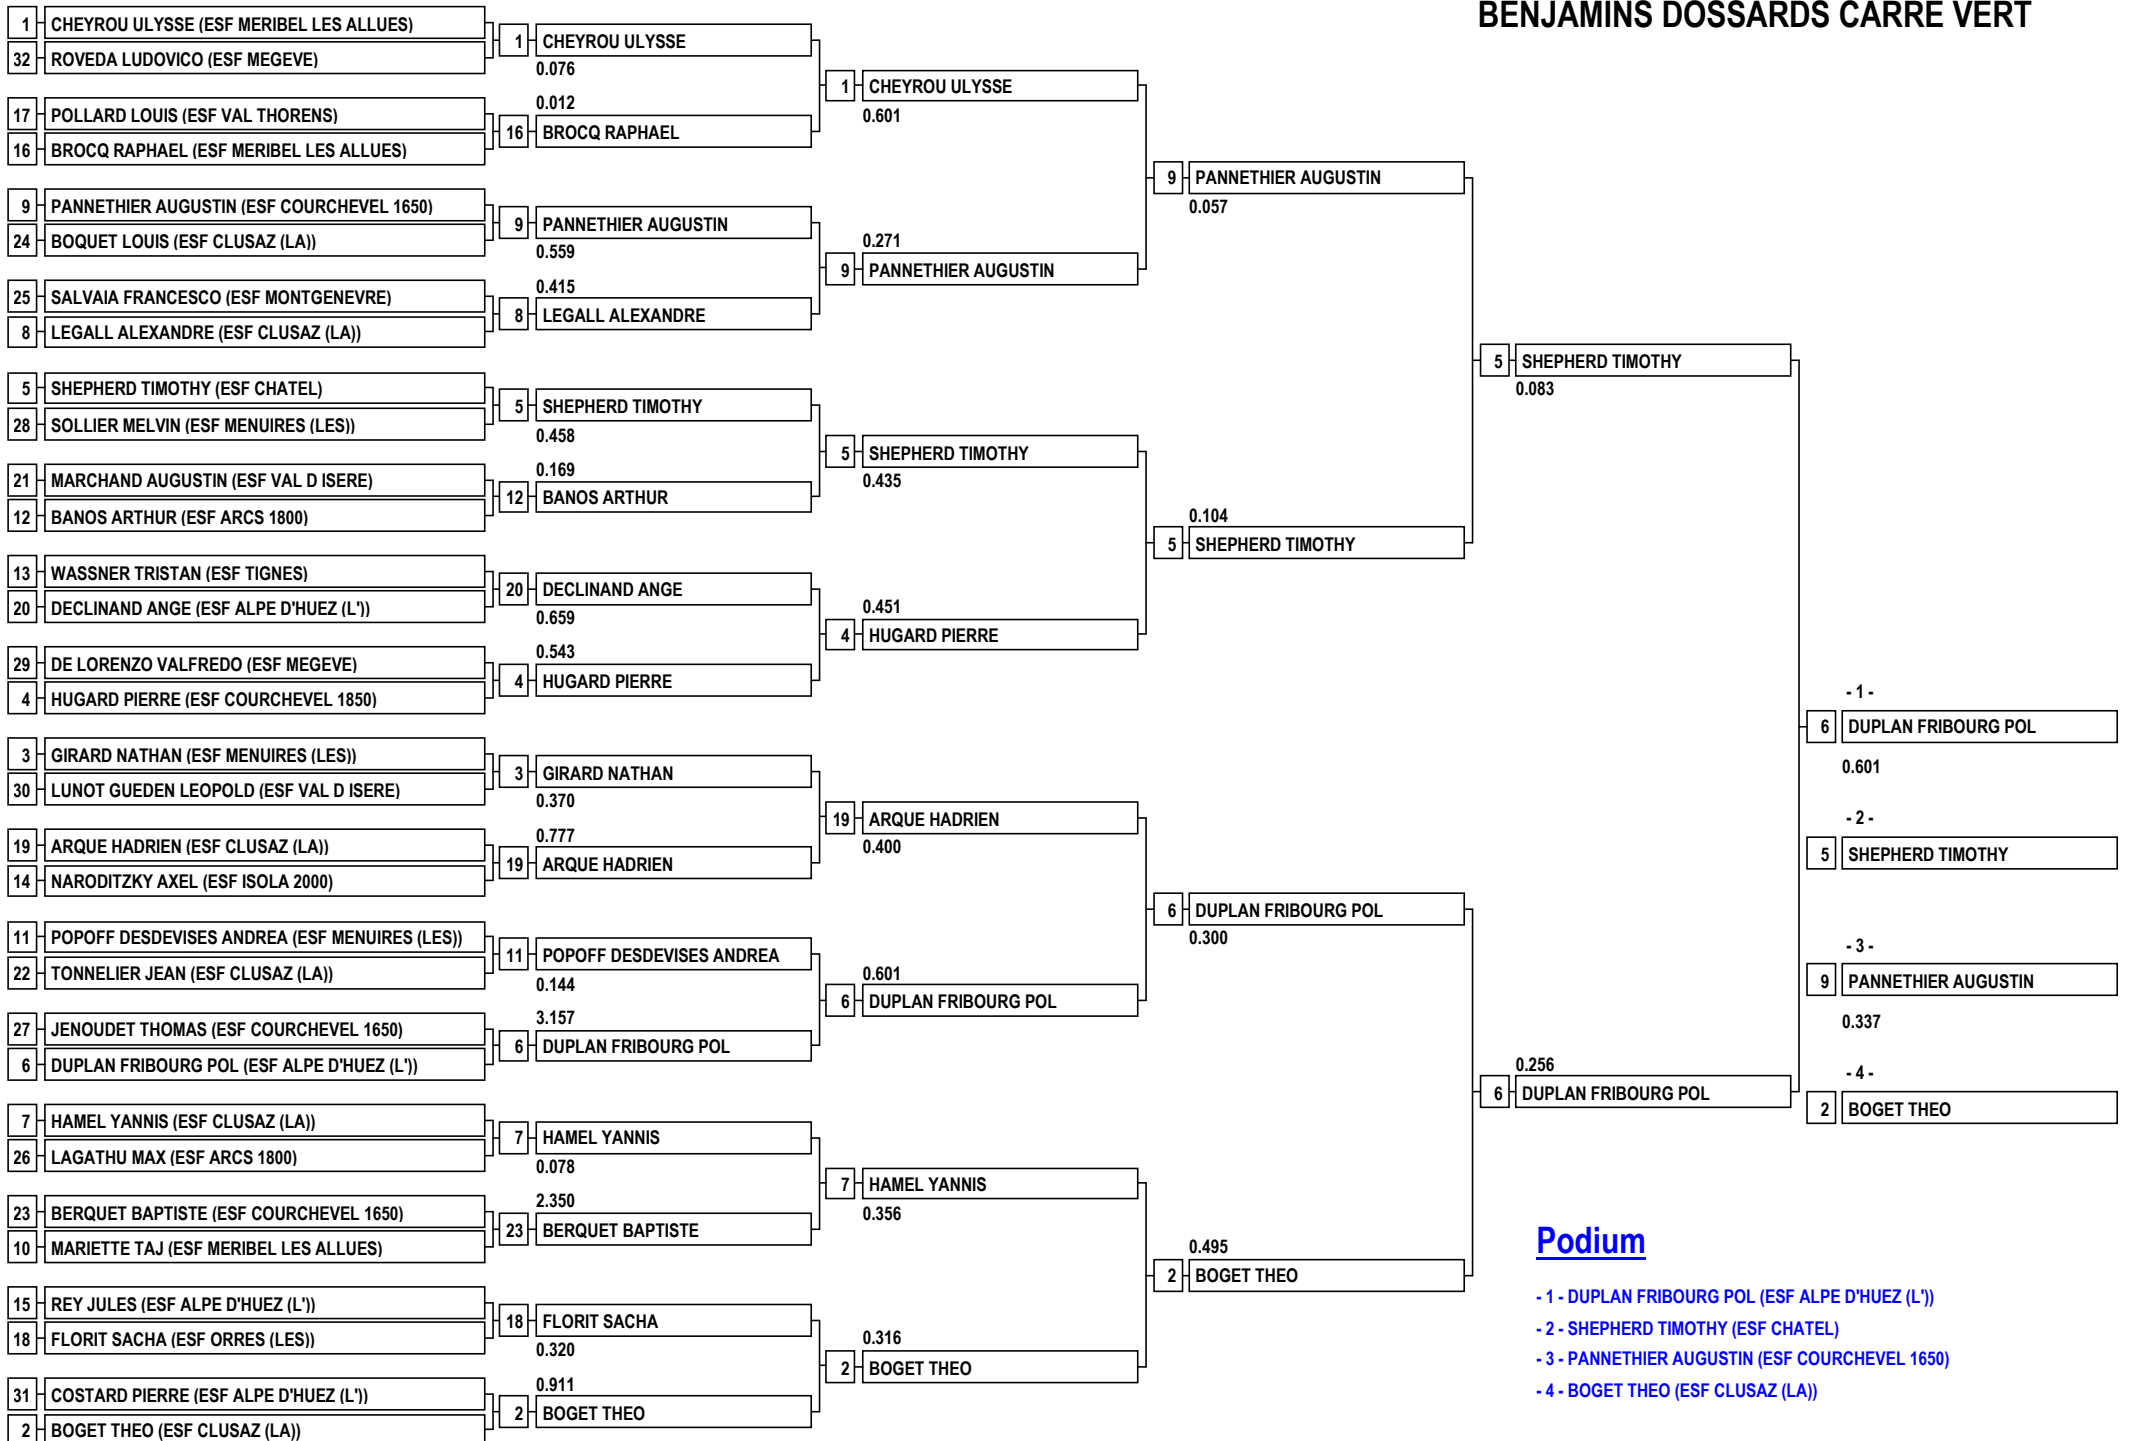 BENJAMINS DOSSARDS CARRE VERT
1 CHEYROU ULYSSE (ESF MERIBEL LES ALLUES)
32 ROVEDA LUDOVICO (ESF MEGEVE)
17 POLLARD LOUIS (ESF VAL THORENS)
16 BROCQ RAPHAEL (ESF MERIBEL LES ALLUES)
9 PANNETHIER AUGUSTIN (ESF COURCHEVEL 1650)
24 BOQUET LOUIS (ESF CLUSAZ (LA))
25 SALVAIA FRANCESCO (ESF MONTGENEVRE)
8 LEGALL ALEXANDRE (ESF CLUSAZ (LA))
5 SHEPHERD TIMOTHY (ESF CHATEL)
28 SOLLIER MELVIN (ESF MENUIRES (LES))
21 MARCHAND AUGUSTIN (ESF VAL D ISERE)
12 BANOS ARTHUR (ESF ARCS 1800)
13 WASSNER TRISTAN (ESF TIGNES)
20 DECLINAND ANGE (ESF ALPE D'HUEZ (L'))
29 DE LORENZO VALFREDO (ESF MEGEVE)
4 HUGARD PIERRE (ESF COURCHEVEL 1850)
3 GIRARD NATHAN (ESF MENUIRES (LES))
30 LUNOT GUEDEN LEOPOLD (ESF VAL D ISERE)
19 ARQUE HADRIEN (ESF CLUSAZ (LA))
14 NARODITZKY AXEL (ESF ISOLA 2000)
11 POPOFF DESDEVISES ANDREA (ESF MENUIRES (LES))
22 TONNELIER JEAN (ESF CLUSAZ (LA))
27 JENOUDET THOMAS (ESF COURCHEVEL 1650)
6 DUPLAN FRIBOURG POL (ESF ALPE D'HUEZ (L'))
7 HAMEL YANNIS (ESF CLUSAZ (LA))
26 LAGATHU MAX (ESF ARCS 1800)
23 BERQUET BAPTISTE (ESF COURCHEVEL 1650)
10 MARIETTE TAJ (ESF MERIBEL LES ALLUES)
15 REY JULES (ESF ALPE D'HUEZ (L'))
18 FLORIT SACHA (ESF ORRES (LES))
31 COSTARD PIERRE (ESF ALPE D'HUEZ (L'))
2 BOGET THEO (ESF CLUSAZ (LA))
1 CHEYROU ULYSSE
0.076
0.012
16 BROCQ RAPHAEL
9 PANNETHIER AUGUSTIN
0.559
0.415
8 LEGALL ALEXANDRE
5 SHEPHERD TIMOTHY
0.458
0.169
12 BANOS ARTHUR
20 DECLINAND ANGE
0.659
0.543
4 HUGARD PIERRE
3 GIRARD NATHAN
0.370
0.777
19 ARQUE HADRIEN
11 POPOFF DESDEVISES ANDREA
0.144
3.157
6 DUPLAN FRIBOURG POL
7 HAMEL YANNIS
0.078
2.350
23 BERQUET BAPTISTE
18 FLORIT SACHA
0.320
0.911
2 BOGET THEO
1 CHEYROU ULYSSE
0.601
0.271
9 PANNETHIER AUGUSTIN
5 SHEPHERD TIMOTHY
0.435
0.451
4 HUGARD PIERRE
19 ARQUE HADRIEN
0.400
0.601
6 DUPLAN FRIBOURG POL
7 HAMEL YANNIS
0.356
0.316
2 BOGET THEO
9 PANNETHIER AUGUSTIN
0.057
0.104
5 SHEPHERD TIMOTHY
6 DUPLAN FRIBOURG POL
0.300
0.495
2 BOGET THEO
5 SHEPHERD TIMOTHY
0.083
0.256
6 DUPLAN FRIBOURG POL
- 1 -
6 DUPLAN FRIBOURG POL
0.601
- 2 -
5 SHEPHERD TIMOTHY
- 3 -
9 PANNETHIER AUGUSTIN
0.337
- 4 -
2 BOGET THEO
Podium
- 1 - DUPLAN FRIBOURG POL (ESF ALPE D'HUEZ (L'))
- 2 - SHEPHERD TIMOTHY (ESF CHATEL)
- 3 - PANNETHIER AUGUSTIN (ESF COURCHEVEL 1650)
- 4 - BOGET THEO (ESF CLUSAZ (LA))